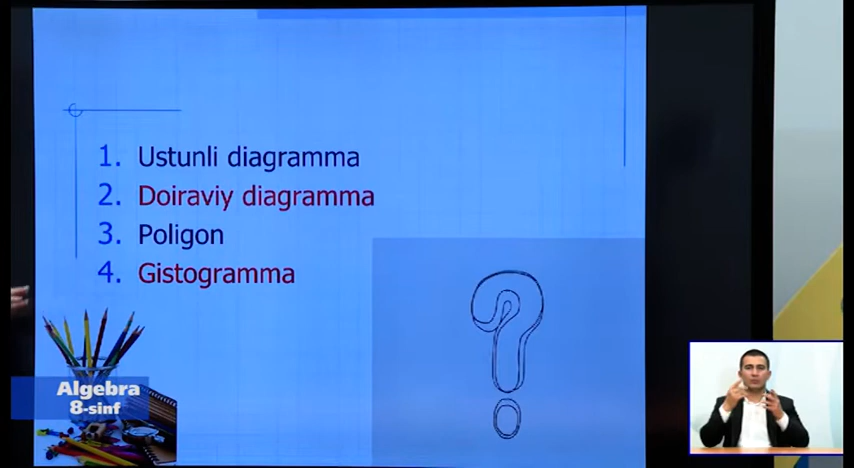 1. Ustunli diagramma
2. Doiraviy diagramma
3. Poligon
4. Gistogramma
Algebra
8-sinf